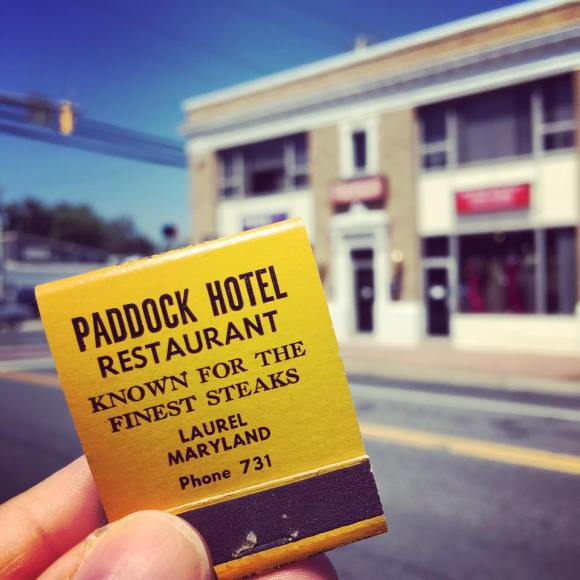 PADDOCK HOTEL
RESTAURANT
KNOWN FOR THE
FINEST STEAKS
LAUREL
MARYLAND
Phone 731